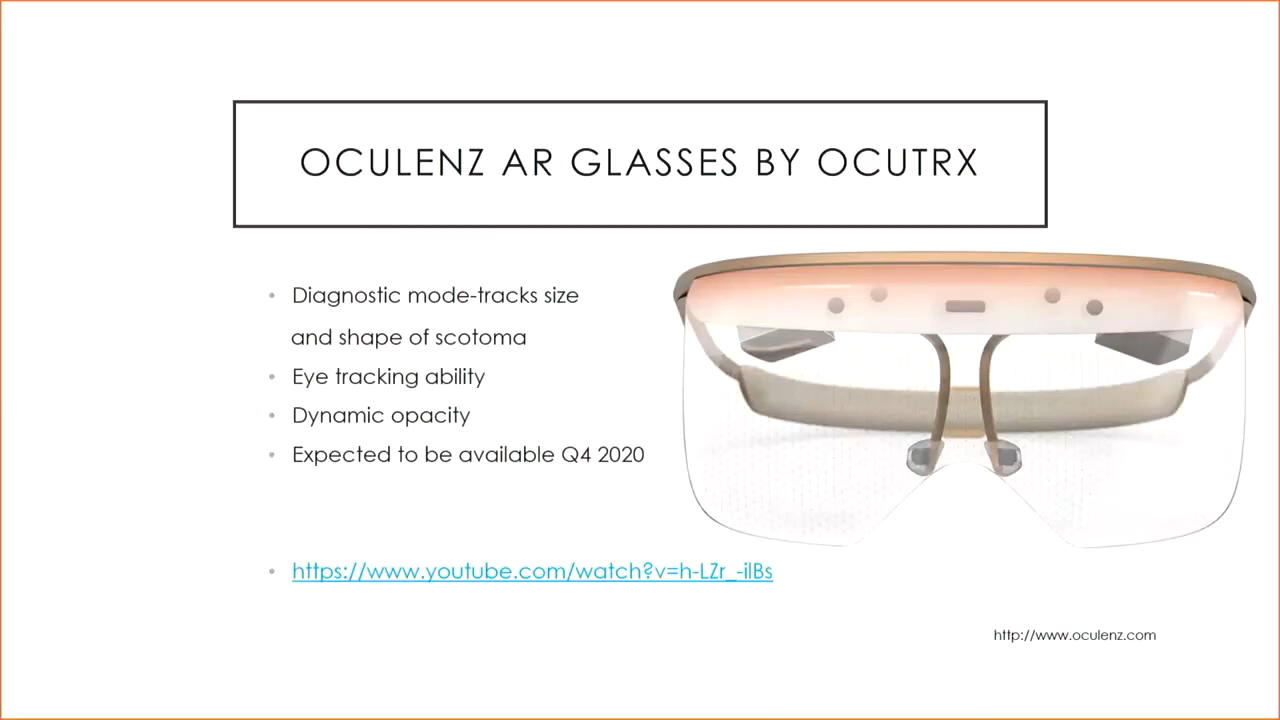 OCULENZ AR GLASSES BY OCUTRX
• Diagnostic mode-tracks size
and shape of scotoma
• Eye tracking ability
• Dynamic opacity
• Expected to be available Q4 2020
• https://www.youtube.com/watch?v=h-LZr_-ilBs
http://www.oculenz.com